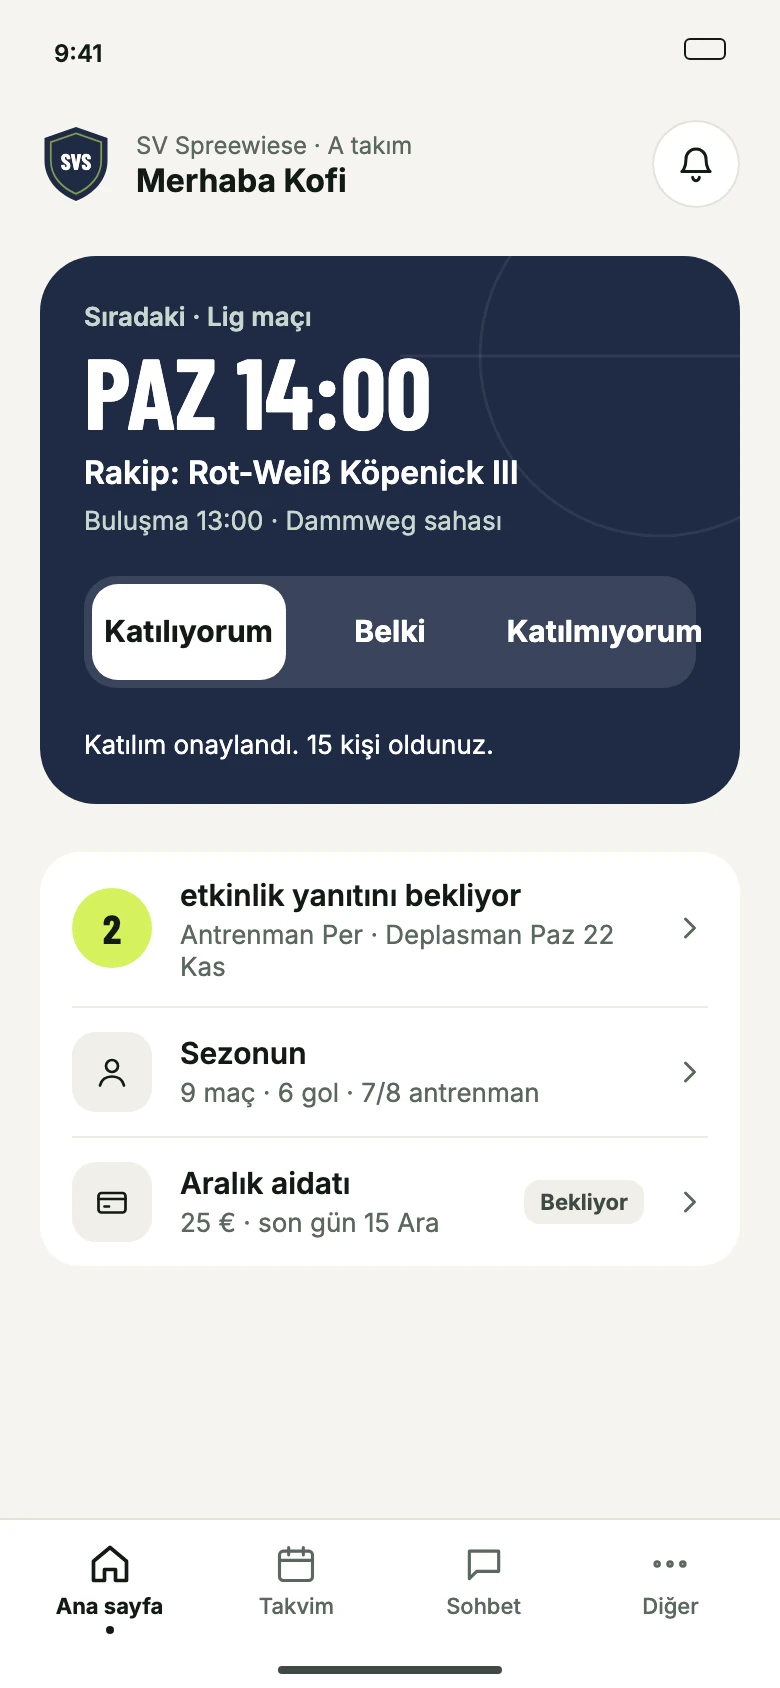 9:41
SVS
SV Spreewiese · A takım
Merhaba Kofi
Sıradaki · Lig maçı
PAZ 14:00
Rakip: Rot-Weiß Köpenick III
Buluşma 13:00 · Dammweg sahası
Katılıyorum
Belki
Katılmıyorum
Katılım onaylandı. 15 kişi oldunuz.
2
etkinlik yanıtını bekliyor
Antrenman Per · Deplasman Paz 22
Kas
Sezonun
9 maç · 6 gol · 7/8 antrenman
Aralık aidatı
25 € · son gün 15 Ara
Bekliyor
Ana sayfa
Takvim
Sohbet
Diğer